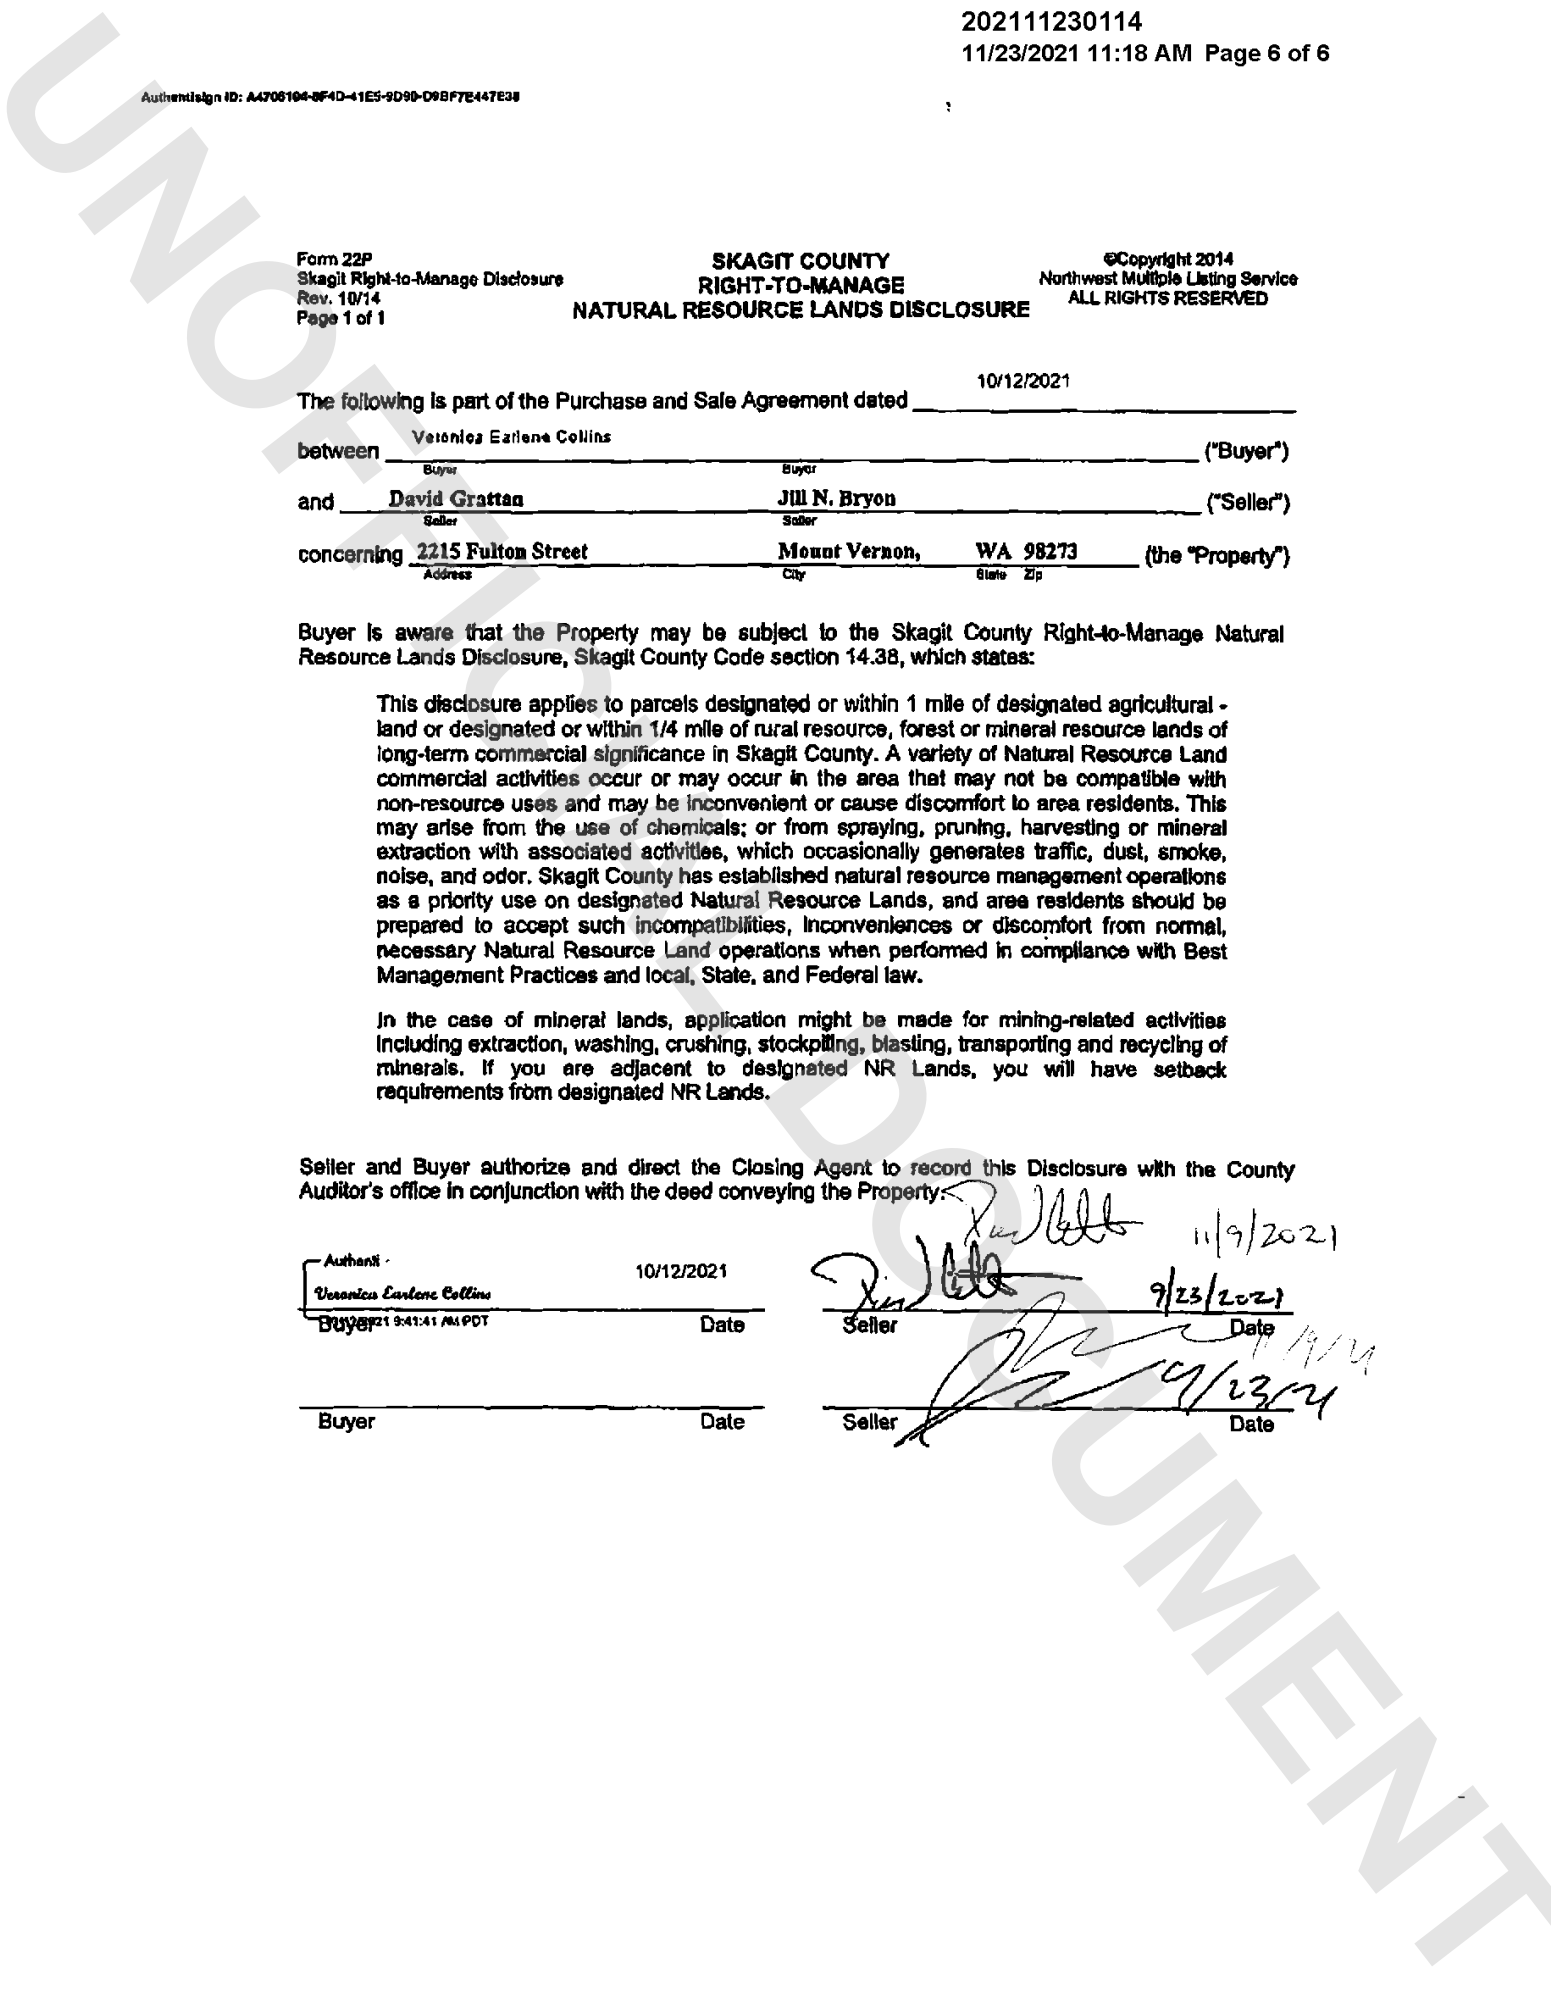 202111230114
11/23/2021 11:18 AM Page 6 of 6
Authentisign ID: A4706104-8F4D-41E5-9D90-D9BF7E447E38
Form 22P
Skagit Right-to-Manage Disclosure
Rev. 10/14
Page 1 of 1
SKAGIT COUNTY
RIGHT-TO-MANAGE
NATURAL RESOURCE LANDS DISCLOSURE
©Copyright 2014
Northwest Multiple Listing Service
ALL RIGHTS RESERVED
The following is part of the Purchase and Sale Agreement dated 10/12/2021
between Veronica Earlene Collins ("Buyer")
Buyer Buyer
and David Grattan Jill N. Bryon ("Seller")
Seller Seller
concerning 2215 Fulton Street Mount Vernon, WA 98273 (the "Property")
Address City State Zip
Buyer is aware that the Property may be subject to the Skagit County Right-to-Manage Natural
Resource Lands Disclosure, Skagit County Code section 14.38, which states:
This disclosure applies to parcels designated or within 1 mile of designated agricultural -
land or designated or within 1/4 mile of rural resource, forest or mineral resource lands of
long-term commercial significance in Skagit County. A variety of Natural Resource Land
commercial activities occur or may occur in the area that may not be compatible with
non-resource uses and may be inconvenient or cause discomfort to area residents. This
may arise from the use of chemicals; or from spraying, pruning, harvesting or mineral
extraction with associated activities, which occasionally generates traffic, dust, smoke,
noise, and odor. Skagit County has established natural resource management operations
as a priority use on designated Natural Resource Lands, and area residents should be
prepared to accept such incompatibilities, inconveniences or discomfort from normal,
necessary Natural Resource Land operations when performed in compliance with Best
Management Practices and local, State, and Federal law.
In the case of mineral lands, application might be made for mining-related activities
including extraction, washing, crushing, stockpiling, blasting, transporting and recycling of
minerals. If you are adjacent to designated NR Lands, you will have setback
requirements from designated NR Lands.
Seller and Buyer authorize and direct the Closing Agent to record this Disclosure with the County
Auditor's office in conjunction with the deed conveying the Property.
11/9/2021
Authenti
Veronica Earlene Collins 10/12/2021 9/23/2021
Buyer 9:41:41 AM PDT Date Seller Date
11/9/21
9/23/21
Buyer Date Seller Date
UNOFFICIAL DOCUMENT